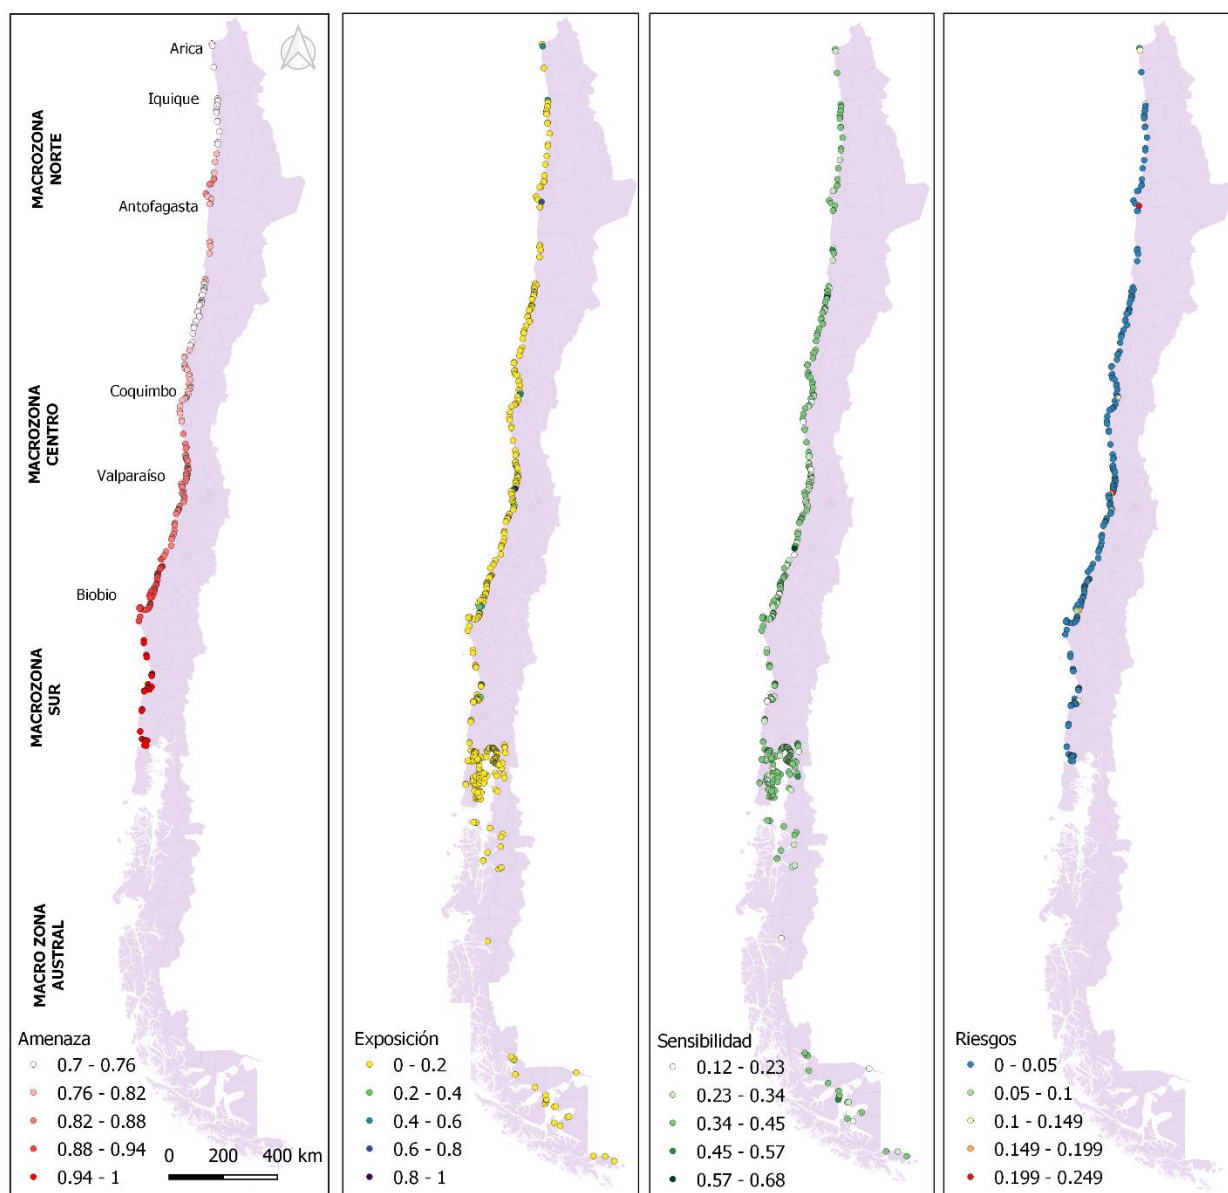 Arica
Iquique
MACROZONA
NORTE
Antofagasta
Coquimbo
MACROZONA
CENTRO
Valparaíso
Biobio
MACROZONA
SUR
MACRO ZONA
AUSTRAL
Amenaza
0.7 - 0.76
0.76 - 0.82
0.82 - 0.88
0.88 - 0.94
0.94 - 1
0 200 400 km
Exposición
0 - 0.2
0.2 - 0.4
0.4 - 0.6
0.6 - 0.8
0.8 - 1
Sensibilidad
0.12 - 0.23
0.23 - 0.34
0.34 - 0.45
0.45 - 0.57
0.57 - 0.68
Riesgos
0 - 0.05
0.05 - 0.1
0.1 - 0.149
0.149 - 0.199
0.199 - 0.249